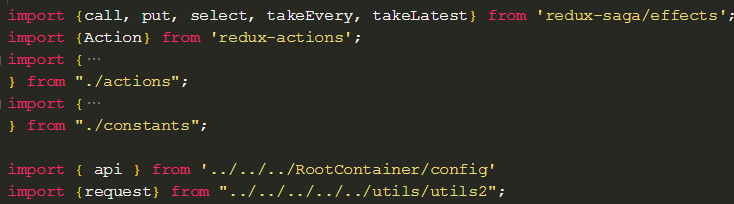 import {call, put, select, takeEvery, takeLatest} from 'redux-saga/effects';
import {Action} from 'redux-actions';
import {···
} from "./actions";
import {···
} from "./constants";
import { api } from '../../../RootContainer/config'
import {request} from "../../../../../utils/utils2";